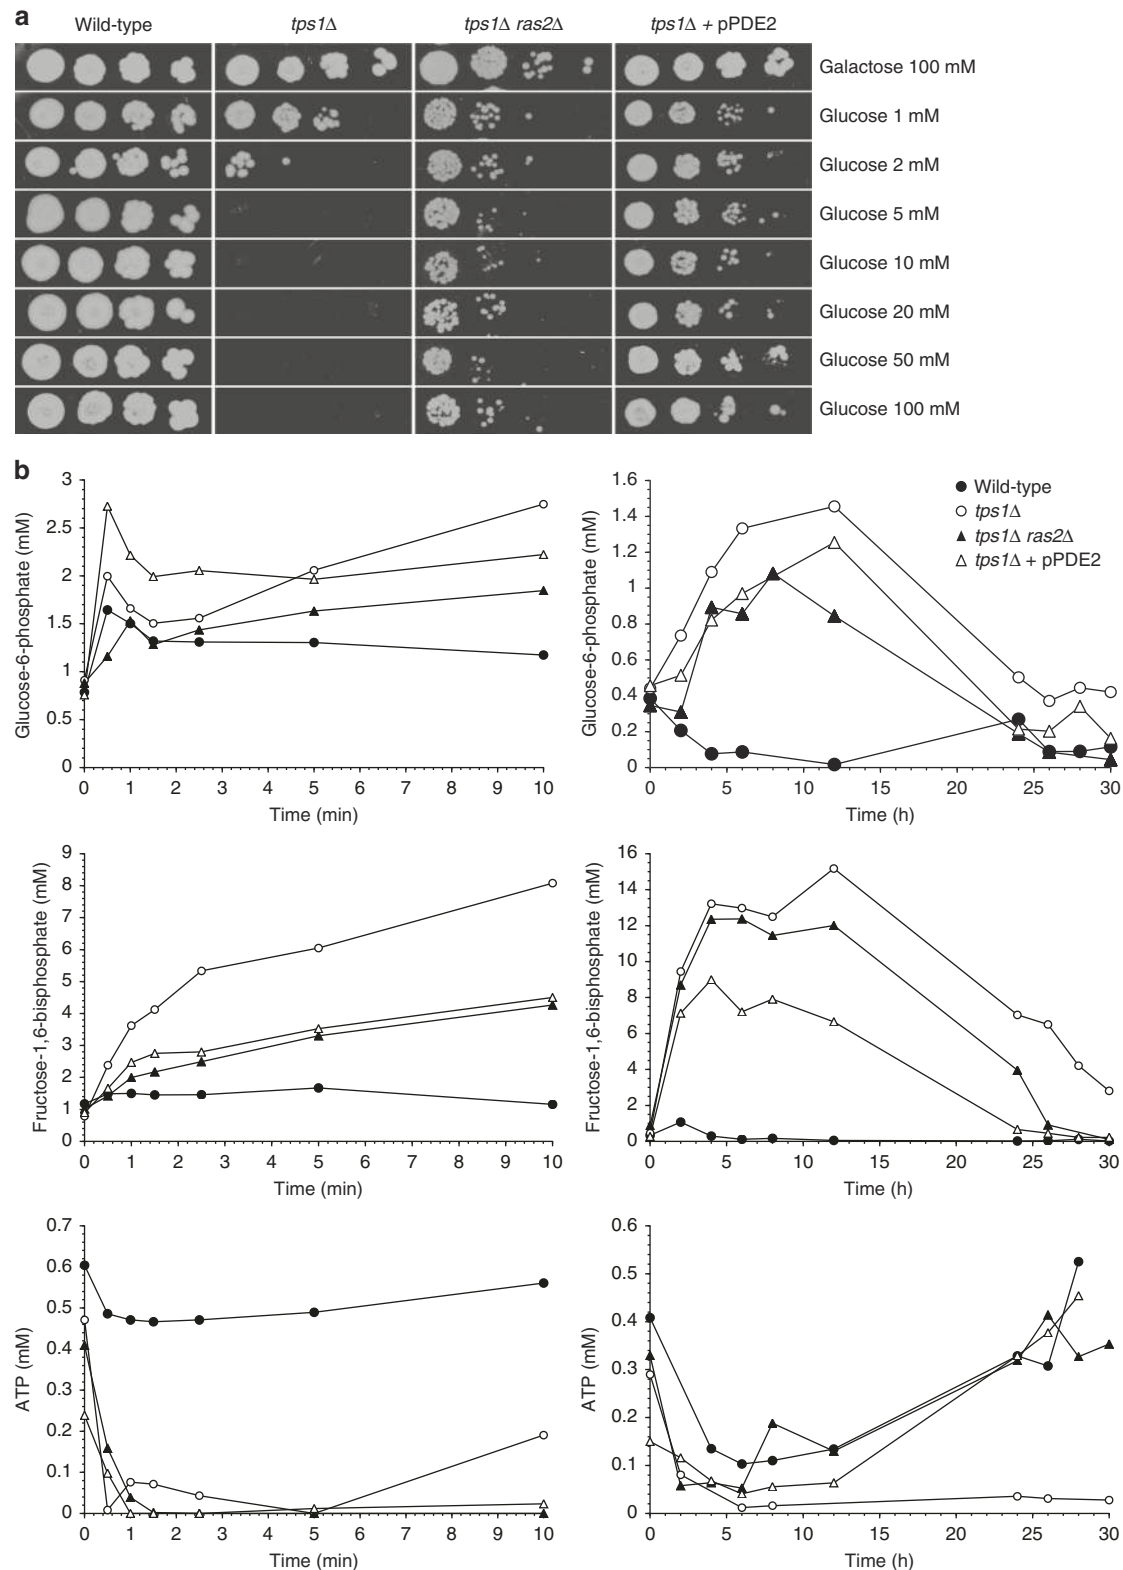 a
Wild-type tps1Δ tps1Δ ras2Δ tps1Δ + pPDE2
Galactose 100 mM
Glucose 1 mM
Glucose 2 mM
Glucose 5 mM
Glucose 10 mM
Glucose 20 mM
Glucose 50 mM
Glucose 100 mM
b
Glucose-6-phosphate (mM)
3
2.5
2
1.5
1
0.5
0
0 1 2 3 4 5 6 7 8 9 10
Time (min)
Glucose-6-phosphate (mM)
1.6
1.4
1.2
1
0.8
0.6
0.4
0.2
0
0 5 10 15 20 25 30
Time (h)
Wild-type
tps1Δ
tps1Δ ras2Δ
tps1Δ + pPDE2
Fructose-1,6-bisphosphate (mM)
9
8
7
6
5
4
3
2
1
0
0 1 2 3 4 5 6 7 8 9 10
Time (min)
Fructose-1,6-bisphosphate (mM)
16
14
12
10
8
6
4
2
0
0 5 10 15 20 25 30
Time (h)
ATP (mM)
0.7
0.6
0.5
0.4
0.3
0.2
0.1
0
0 1 2 3 4 5 6 7 8 9 10
Time (min)
ATP (mM)
0.6
0.5
0.4
0.3
0.2
0.1
0
0 5 10 15 20 25 30
Time (h)